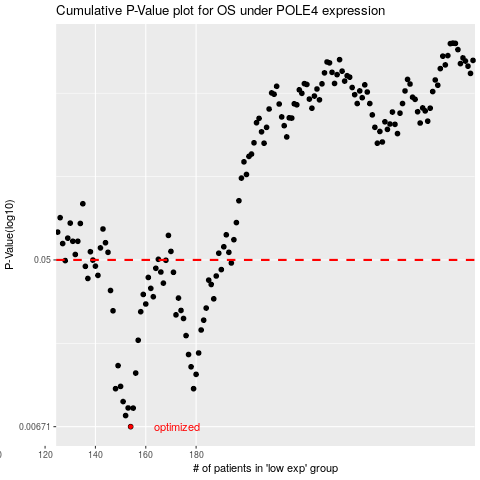 Cumulative P-Value plot for OS under POLE4 expression
P-Value(log10)
0.05
0.00671
optimized
0 120 140 160 180
# of patients in 'low exp' group